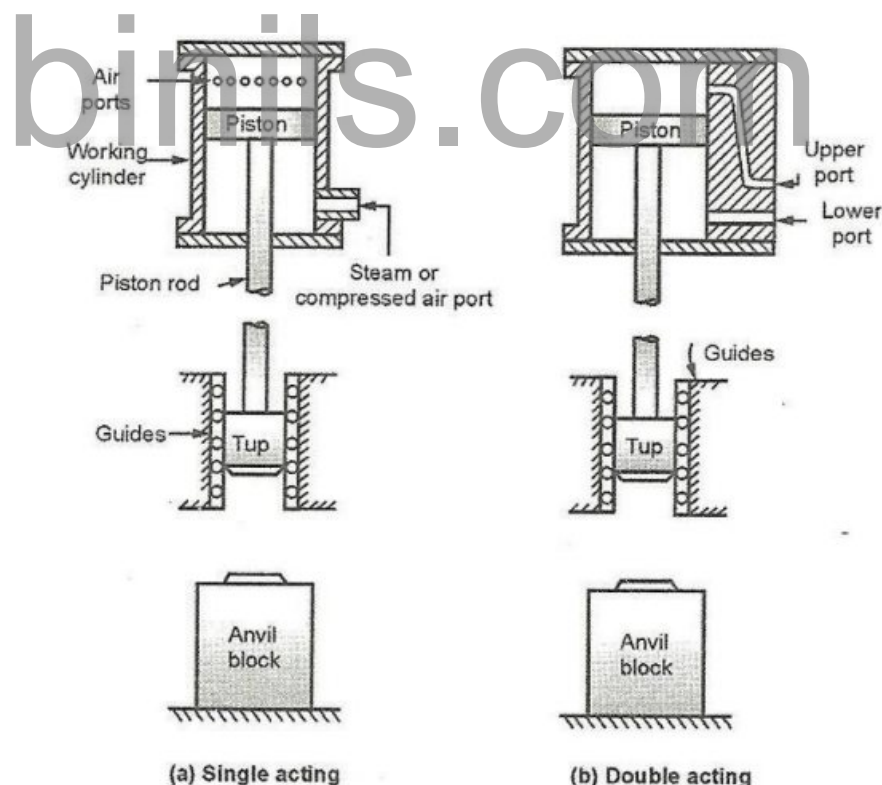 binils.com
Air
ports
Piston
Working
cylinder
Piston rod
Steam or
compressed air port
Guides
Tup
Anvil
block
(a) Single acting
Piston
Upper
port
Lower
port
Guides
Tup
Anvil
block
(b) Double acting